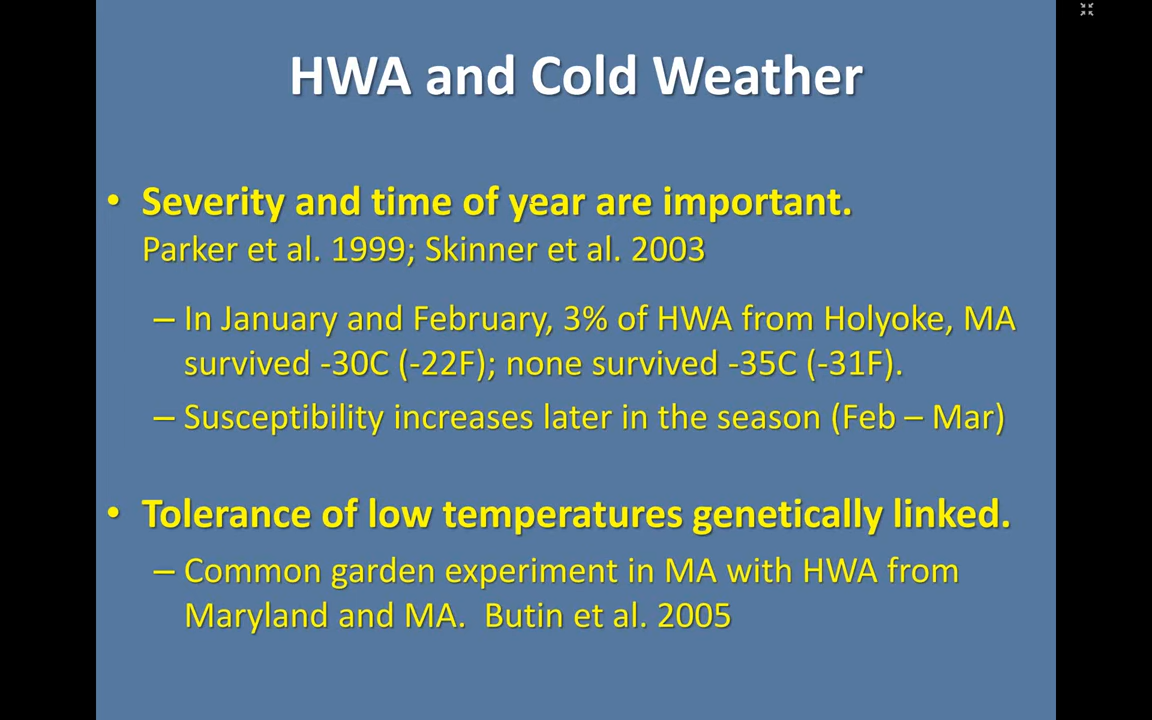 HWA and Cold Weather
• Severity and time of year are important.
Parker et al. 1999; Skinner et al. 2003
– In January and February, 3% of HWA from Holyoke, MA
survived -30C (-22F); none survived -35C (-31F).
– Susceptibility increases later in the season (Feb – Mar)
• Tolerance of low temperatures genetically linked.
– Common garden experiment in MA with HWA from
Maryland and MA.  Butin et al. 2005